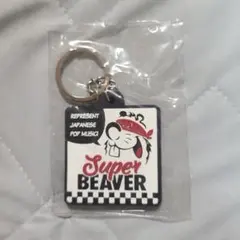 REPRESENT
JAPANESE
POP MUSIC!
Super
BEAVER